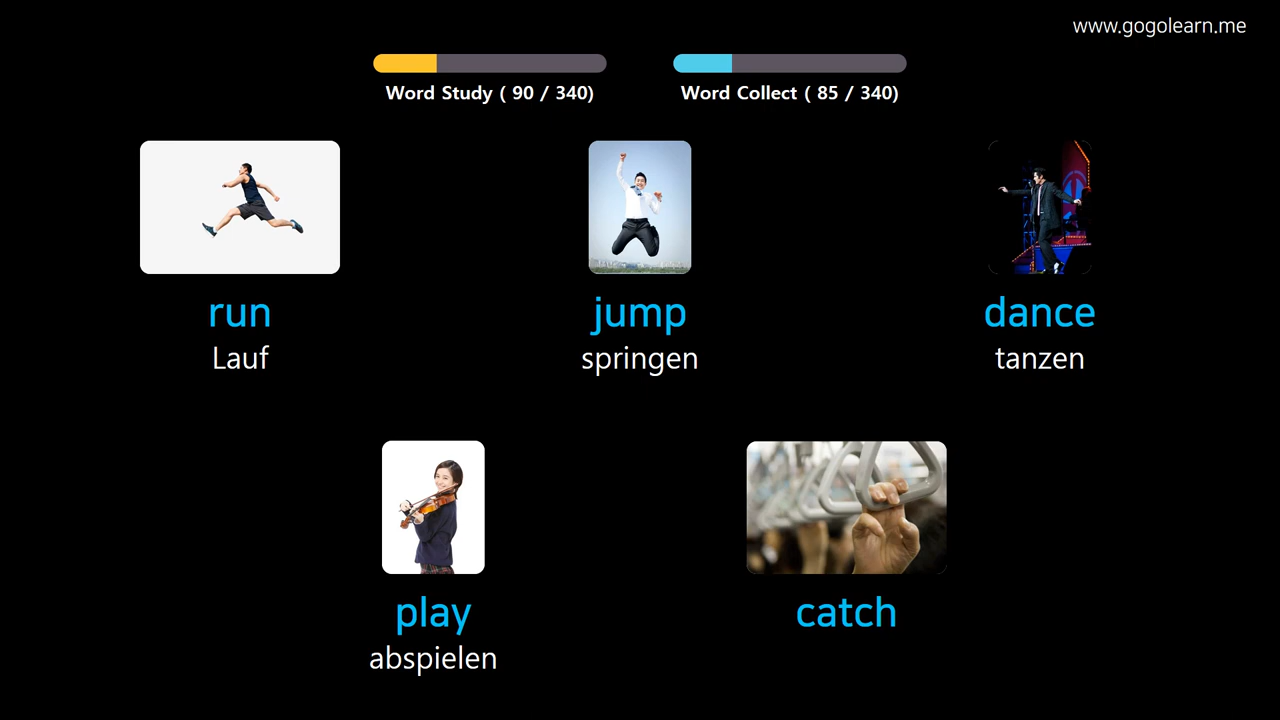 www.gogolearn.me
Word Study ( 90 / 340)
Word Collect ( 85 / 340)
run
Lauf
jump
springen
dance
tanzen
play
abspielen
catch